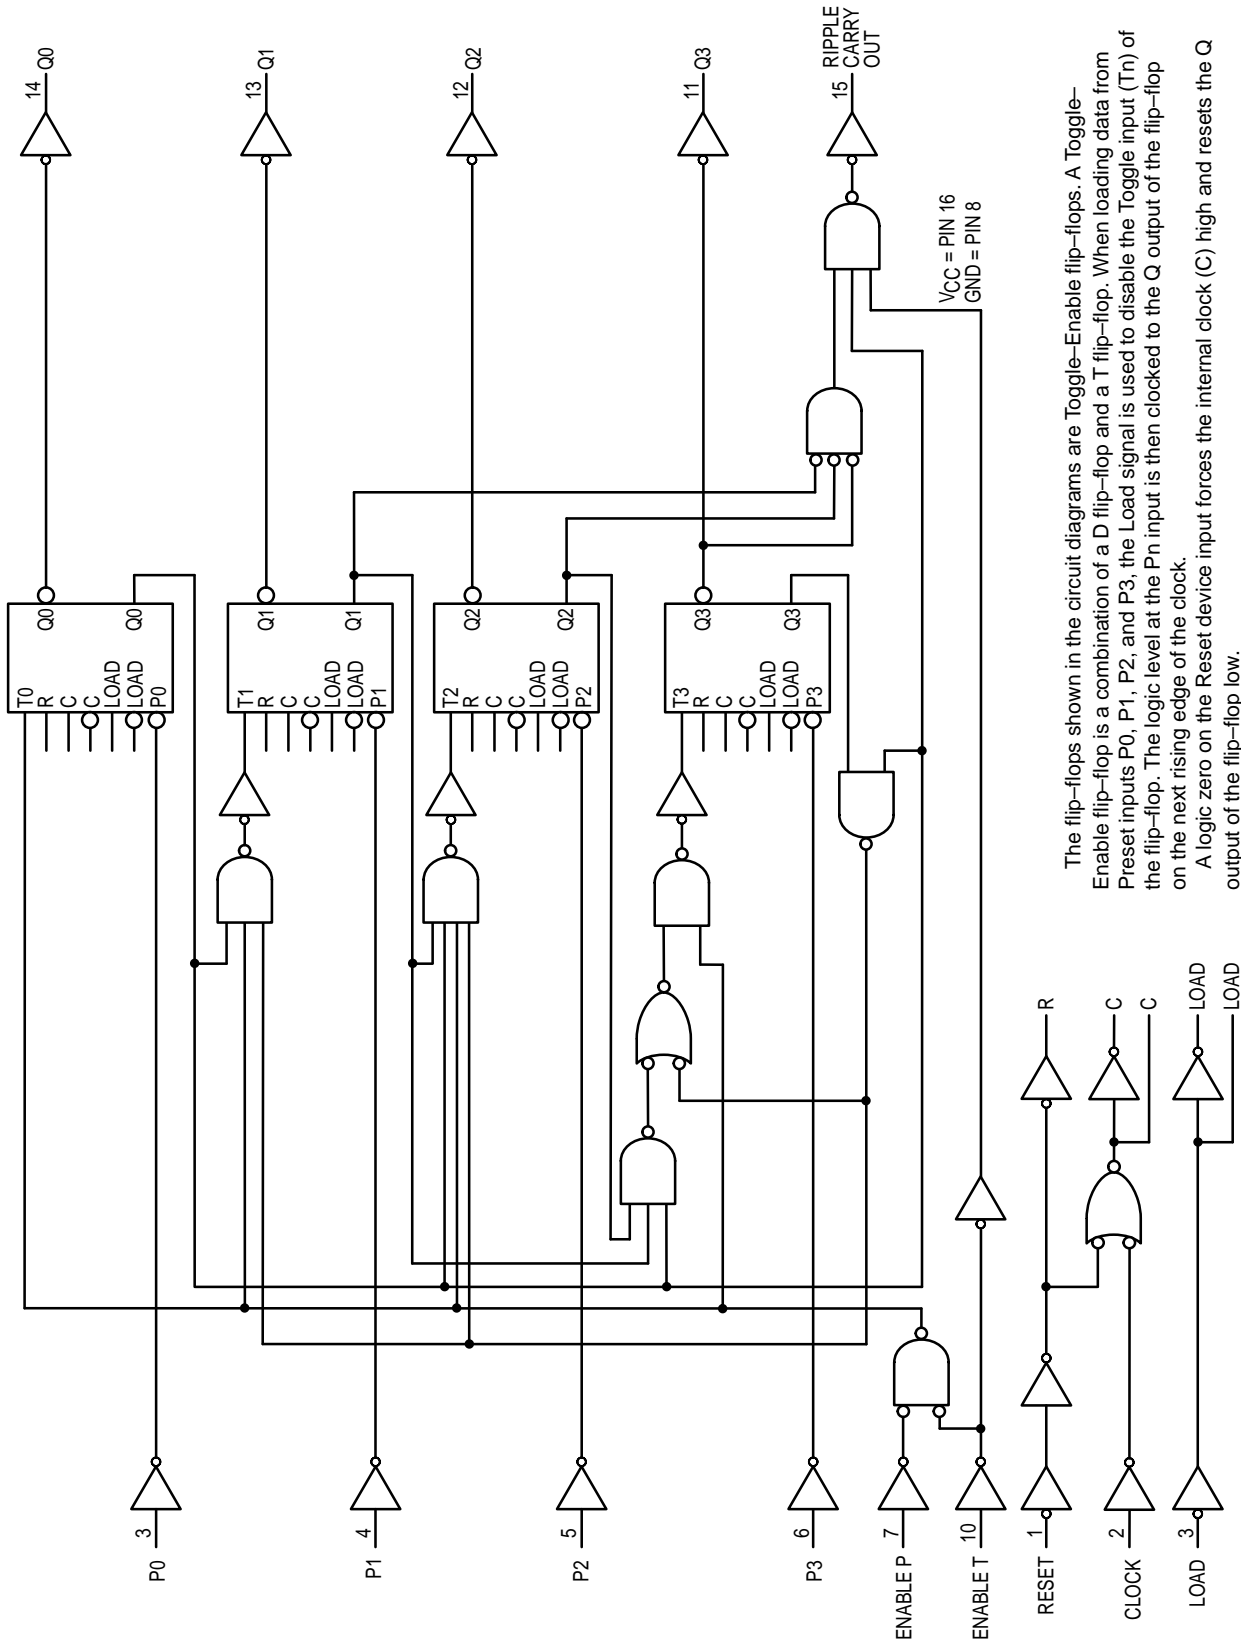 P0
3
T0
R
C
C
LOAD
LOAD
P0
Q0
Q0
14
Q0
P1
4
T1
R
C
C
LOAD
LOAD
P1
Q1
Q1
13
Q1
P2
5
T2
R
C
C
LOAD
LOAD
P2
Q2
Q2
12
Q2
P3
6
T3
R
C
C
LOAD
LOAD
P3
Q3
Q3
11
Q3
ENABLE P
7
ENABLE T
10
15
RIPPLE
CARRY
OUT
VCC = PIN 16
GND = PIN 8
RESET
1
R
CLOCK
2
C
C
LOAD
3
LOAD
LOAD
The flip–flops shown in the circuit diagrams are Toggle–Enable flip–flops. A Toggle–
Enable flip–flop is a combination of a D flip–flop and a T flip–flop. When loading data from
Preset inputs P0, P1, P2, and P3, the Load signal is used to disable the Toggle input (Tn) of
the flip–flop. The logic level at the Pn input is then clocked to the Q output of the flip–flop
on the next rising edge of the clock.
A logic zero on the Reset device input forces the internal clock (C) high and resets the Q
output of the flip–flop low.